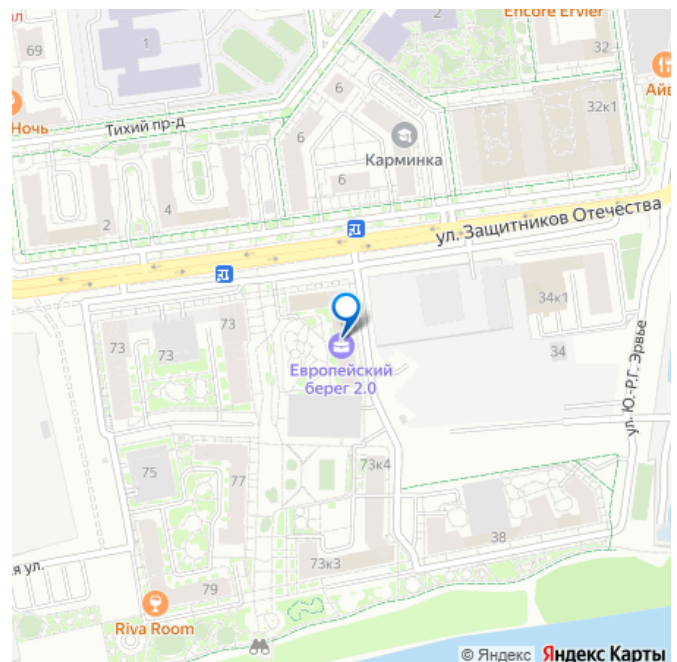 ал
Encore Ervier
69
1
2
32
Ночь
Тихий пр-д
6
6
6
Карминка
32к1
Айв
2
4
ул. Защитников Отечества
34к1
34
ул. Ю.-Р.Г. Эрвье
73
73
73
Европейский
берег 2.0
75
77
73к4
73к3
38
79
ая ул.
Riva Room
© Яндекс Яндекс Карты